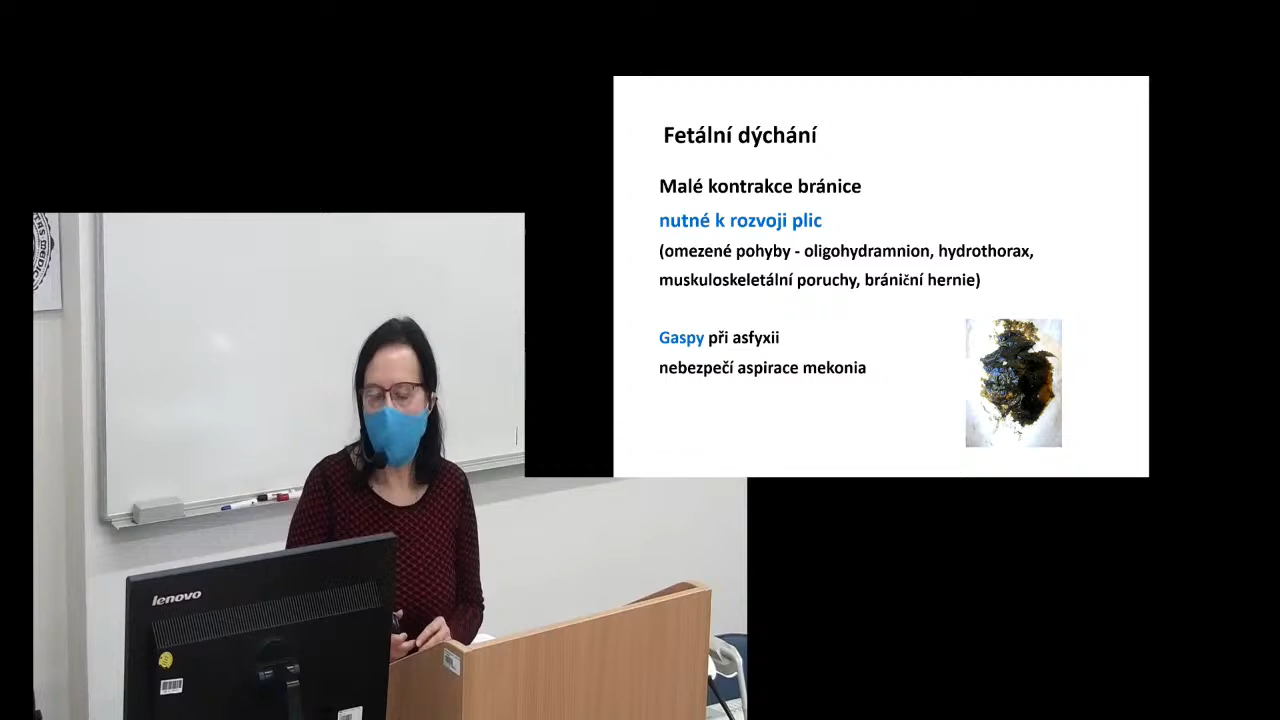 Fetální dýchání
Malé kontrakce bránice
nutné k rozvoji plic
(omezené pohyby - oligohydramnion, hydrothorax,
muskuloskeletální poruchy, brániční hernie)
Gaspy při asfyxii
nebezpečí aspirace mekonia
lenovo